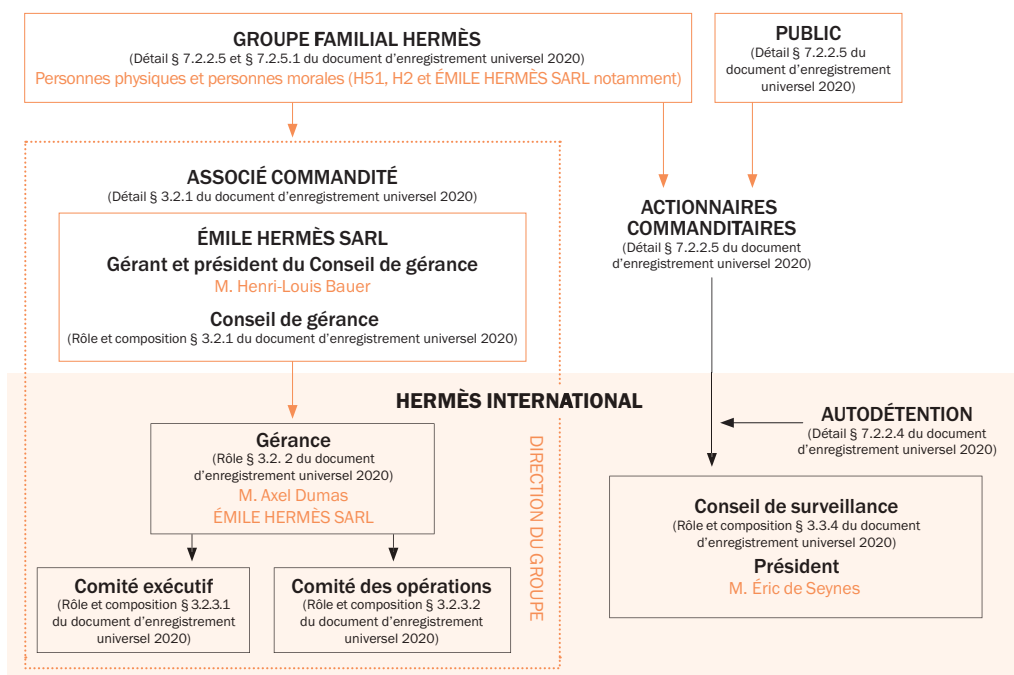 GROUPE FAMILIAL HERMÈS
(Détail § 7.2.2.5 et § 7.2.5.1 du document d'enregistrement universel 2020)
Personnes physiques et personnes morales (H51, H2 et ÉMILE HERMÈS SARL notamment)
PUBLIC
(Détail § 7.2.2.5 du
document d'enregistrement
universel 2020)
ASSOCIÉ COMMANDITÉ
(Détail § 3.2.1 du document d'enregistrement universel 2020)
ÉMILE HERMÈS SARL
Gérant et président du Conseil de gérance
M. Henri-Louis Bauer
Conseil de gérance
(Rôle et composition § 3.2.1 du document d'enregistrement universel 2020)
ACTIONNAIRES
COMMANDITAIRES
(Détail § 7.2.2.5 du document
d'enregistrement universel 2020)
HERMÈS INTERNATIONAL
Gérance
(Rôle § 3.2. 2 du document
d'enregistrement universel 2020)
M. Axel Dumas
ÉMILE HERMÈS SARL
Comité exécutif
(Rôle et composition § 3.2.3.1
du document d'enregistrement
universel 2020)
Comité des opérations
(Rôle et composition § 3.2.3.2
du document d'enregistrement
universel 2020)
DIRECTION DU GROUPE
AUTODÉTENTION
(Détail § 7.2.2.4 du document
d'enregistrement universel 2020)
Conseil de surveillance
(Rôle et composition § 3.3.4 du document
d'enregistrement universel 2020)
Président
M. Éric de Seynes